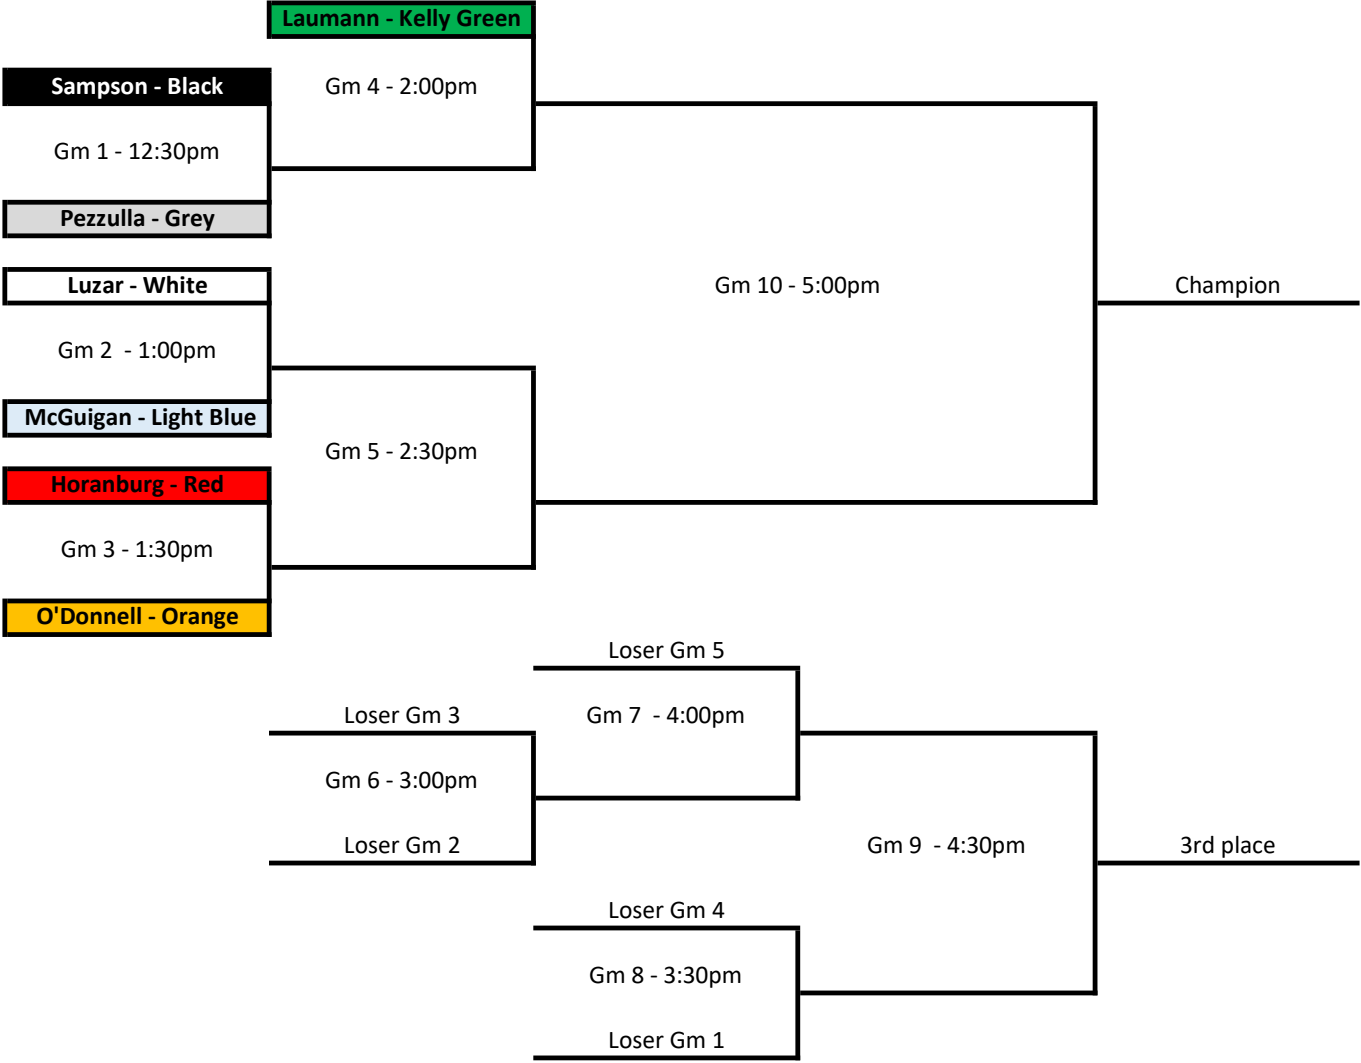 Laumann - Kelly Green
Sampson - Black
Gm 4 - 2:00pm
Gm 1 - 12:30pm
Pezzulla - Grey
Luzar - White
Gm 10 - 5:00pm
Champion
Gm 2  - 1:00pm
McGuigan - Light Blue
Gm 5 - 2:30pm
Horanburg - Red
Gm 3 - 1:30pm
O'Donnell - Orange
Loser Gm 5
Loser Gm 3
Gm 7  - 4:00pm
Gm 6 - 3:00pm
Loser Gm 2
Gm 9  - 4:30pm
3rd place
Loser Gm 4
Gm 8 - 3:30pm
Loser Gm 1